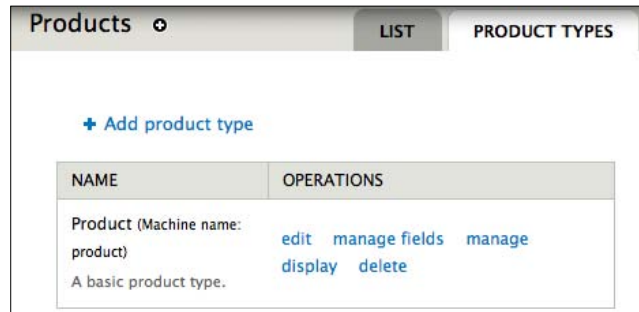 Products
LIST
PRODUCT TYPES
+ Add product type
NAME
OPERATIONS
Product (Machine name:
product)
A basic product type.
edit manage fields manage
display delete